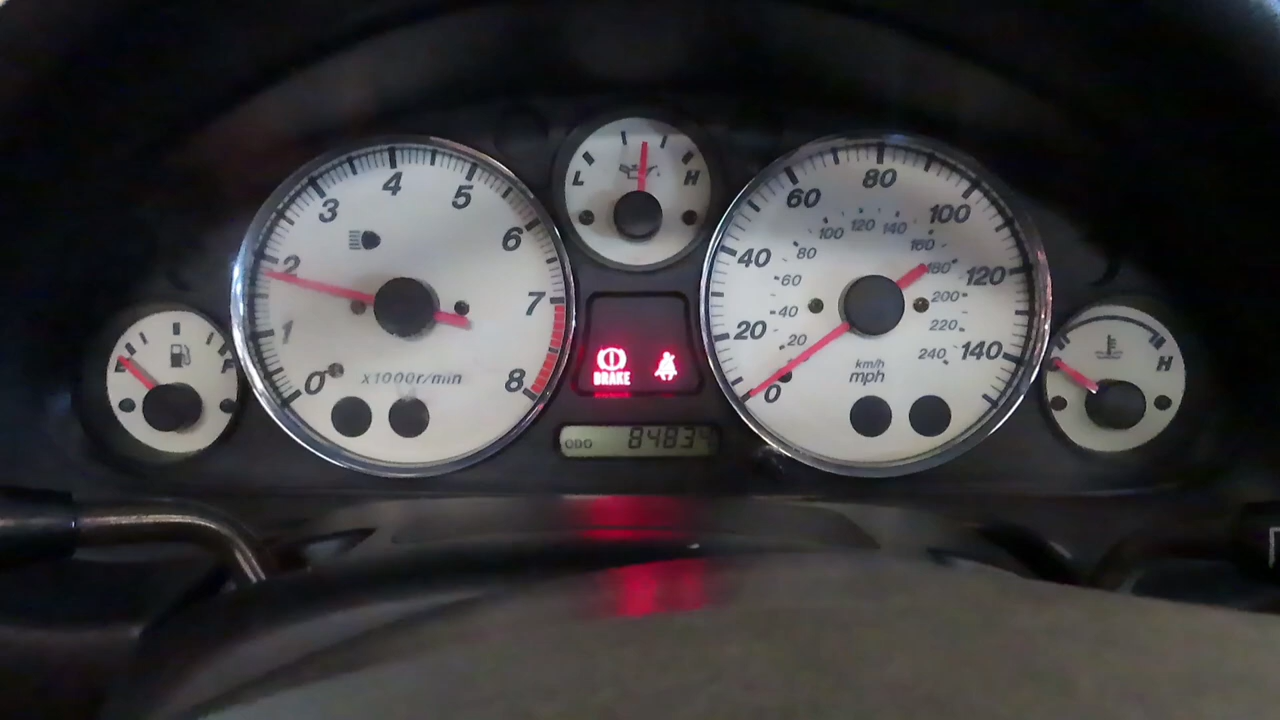 L H
0 1 2 3 4 5 6 7 8
x1000r/min
0 20 40 60 80 100 120 140
20 40 60 80 100 120 140 160 180 200 220 240
km/h
mph
E F
H
BRAKE
ODO 8483